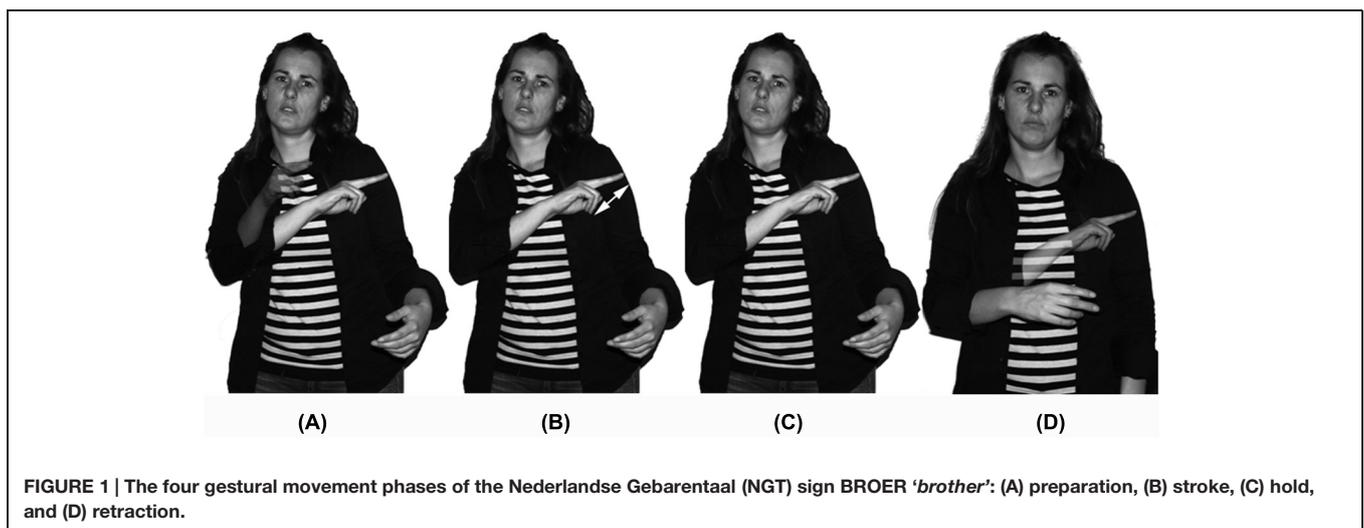 (A)
(B)
(C)
(D)
FIGURE 1 | The four gestural movement phases of the Nederlandse Gebarentaal (NGT) sign BROER ‘brother’: (A) preparation, (B) stroke, (C) hold,
and (D) retraction.